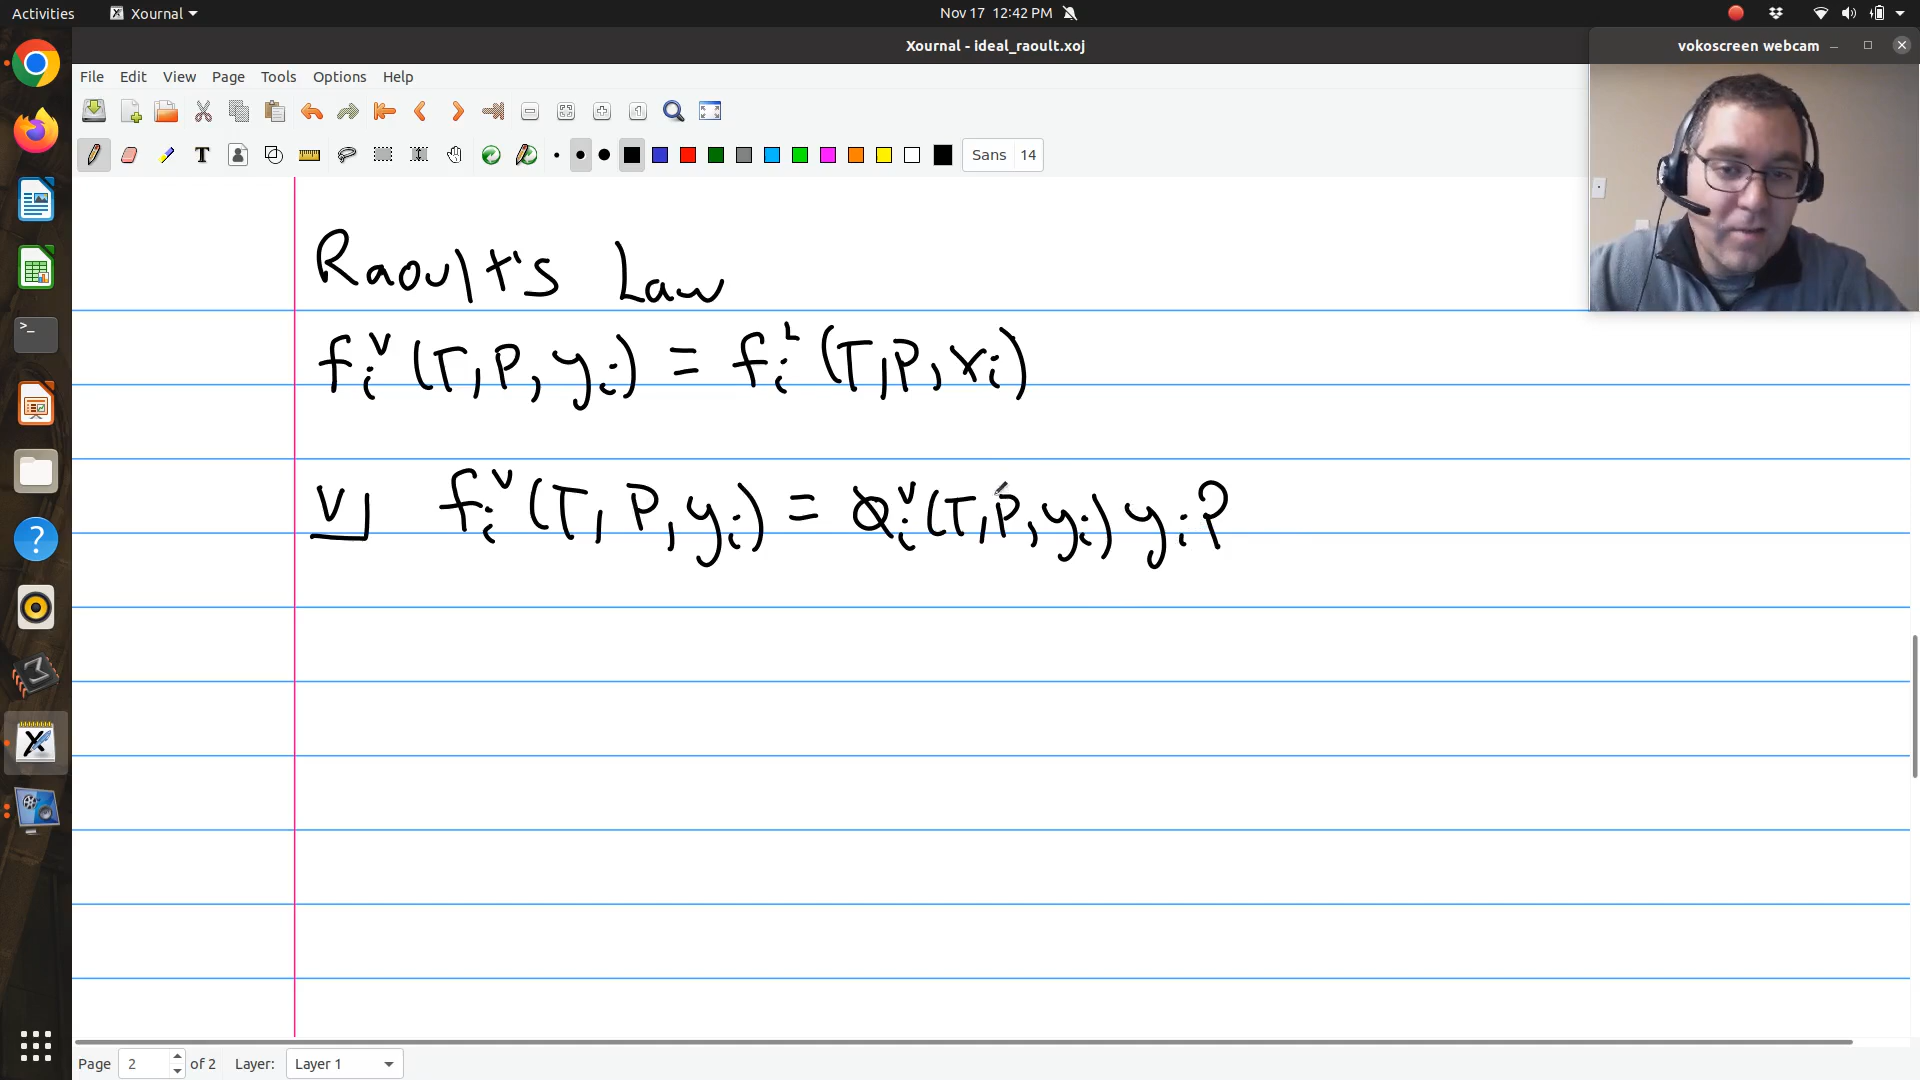 Activities Xournal Nov 17 12:42 PM
Xournal - ideal_raoult.xoj
vokoscreen webcam
File Edit View Page Tools Options Help
Sans 14
Raoult's Law
fᵢⱽ(T,P,yᵢ) = fᵢᴸ(T,P,xᵢ)
V] fᵢⱽ(T,P,yᵢ) = φᵢⱽ(T,P,yᵢ) yᵢP
Page 2 of 2 Layer: Layer 1